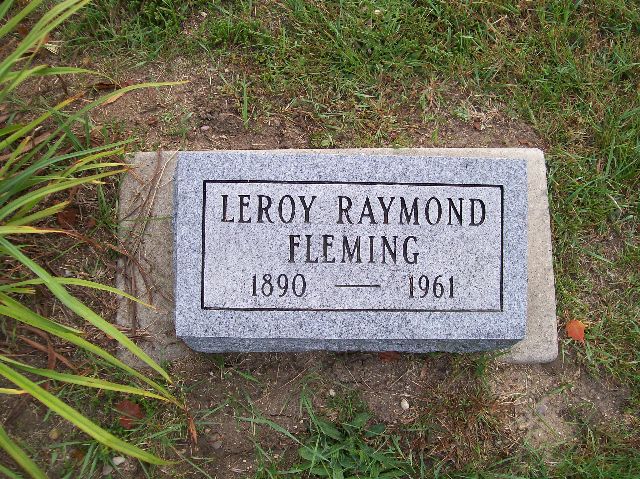 LEROY RAYMOND
FLEMING
1890 — 1961